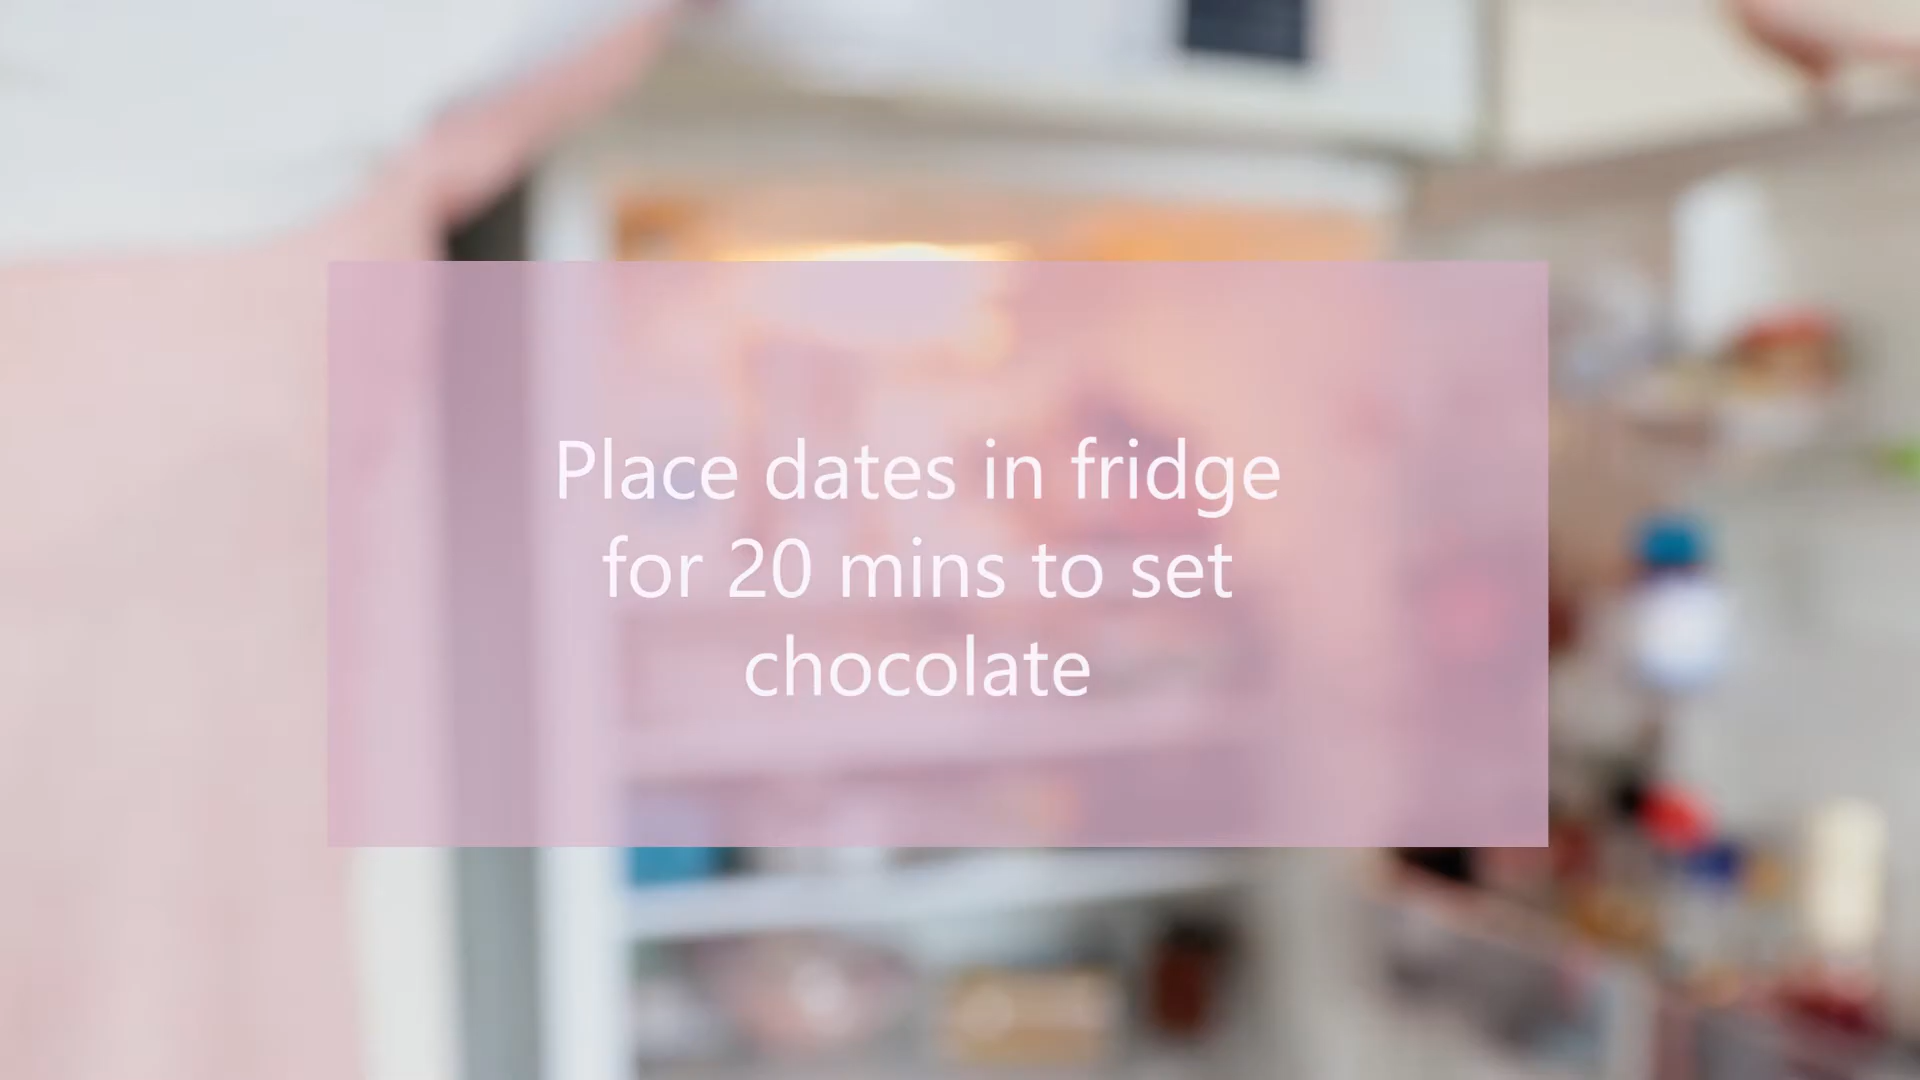 Place dates in fridge
for 20 mins to set
chocolate